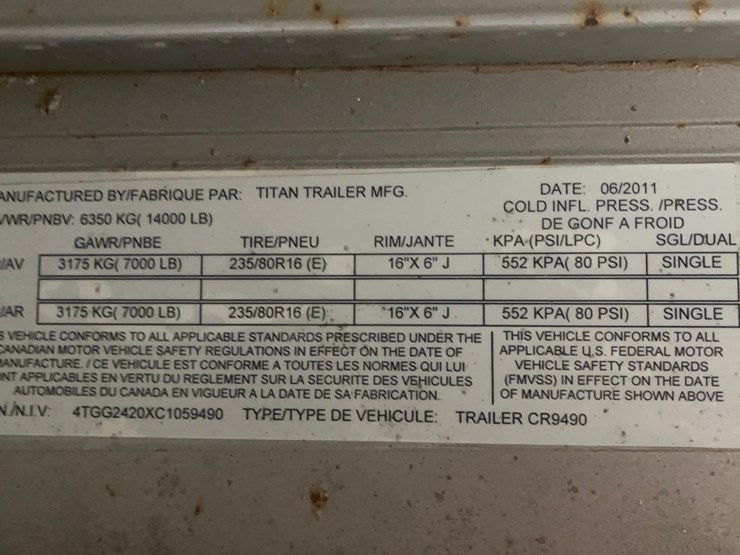 ANUFACTURED BY/FABRIQUE PAR: TITAN TRAILER MFG. DATE: 06/2011
VWR/PNBV: 6350 KG( 14000 LB) COLD INFL. PRESS. /PRESS.
DE GONF A FROID
GAWR/PNBE TIRE/PNEU RIM/JANTE KPA (PSI/LPC) SGL/DUAL
/AV 3175 KG( 7000 LB) 235/80R16 (E) 16"X 6" J 552 KPA( 80 PSI) SINGLE
/AR 3175 KG( 7000 LB) 235/80R16 (E) 16"X 6" J 552 KPA( 80 PSI) SINGLE
S VEHICLE CONFORMS TO ALL APPLICABLE STANDARDS PRESCRIBED UNDER THE
CANADIAN MOTOR VEHICLE SAFETY REGULATIONS IN EFFECT ON THE DATE OF
MANUFACTURE. / CE VEHICULE EST CONFORME A TOUTES LES NORMES QUI LUI
NT APPLICABLES EN VERTU DU REGLEMENT SUR LA SECURITE DES VEHICULES
AUTOMOBILES DU CANADA EN VIGUEUR A LA DATE DE SA FABRICATION.
THIS VEHICLE CONFORMS TO ALL
APPLICABLE U.S. FEDERAL MOTOR
VEHICLE SAFETY STANDARDS
(FMVSS) IN EFFECT ON THE DATE
OF MANUFACTURE SHOWN ABOVE
N./N.I.V: 4TGG2420XC1059490 TYPE/TYPE DE VEHICULE: TRAILER CR9490